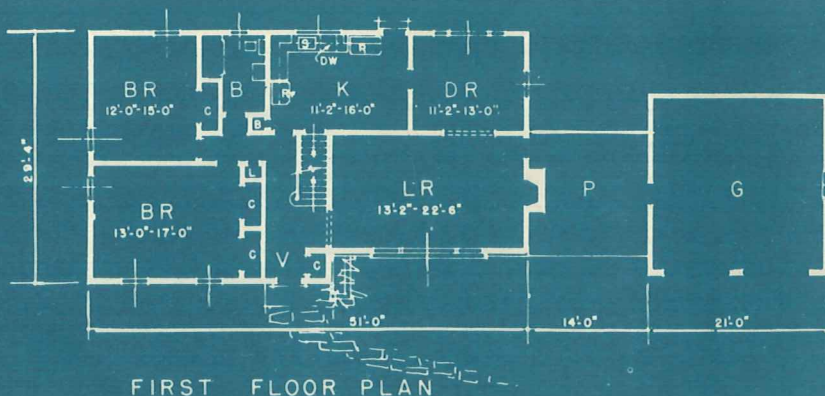 BR
12'-0"-15'-0"
C
B
B
S
DW
R
K
11'-2"-16'-0"
DR
11'-2"-13'-0"
29'-4"
L
BR
13'-0"-17'-0"
C
C
V
C
LR
13'-2"-22'-6"
P
G
51'-0"
14'-0"
21'-0"
FIRST FLOOR PLAN